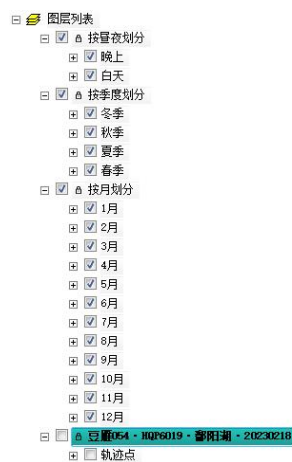 图层列表
按昼夜划分
晚上
白天
按季度划分
冬季
秋季
夏季
春季
按月划分
1月
2月
3月
4月
5月
6月
7月
8月
9月
10月
11月
12月
豆雁054 - HQP6019 - 鄱阳湖 - 20230218
轨迹点